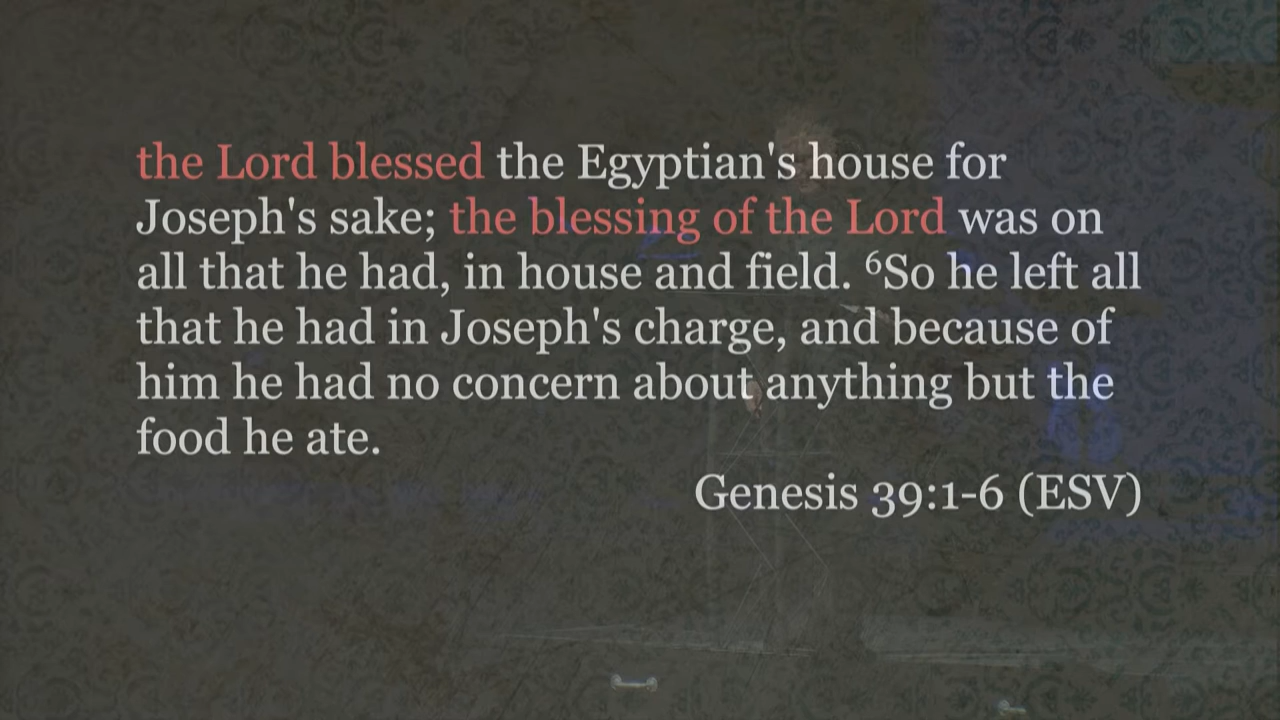 the Lord blessed the Egyptian's house for
Joseph's sake; the blessing of the Lord was on
all that he had, in house and field. ⁶So he left all
that he had in Joseph's charge, and because of
him he had no concern about anything but the
food he ate.
Genesis 39:1-6 (ESV)